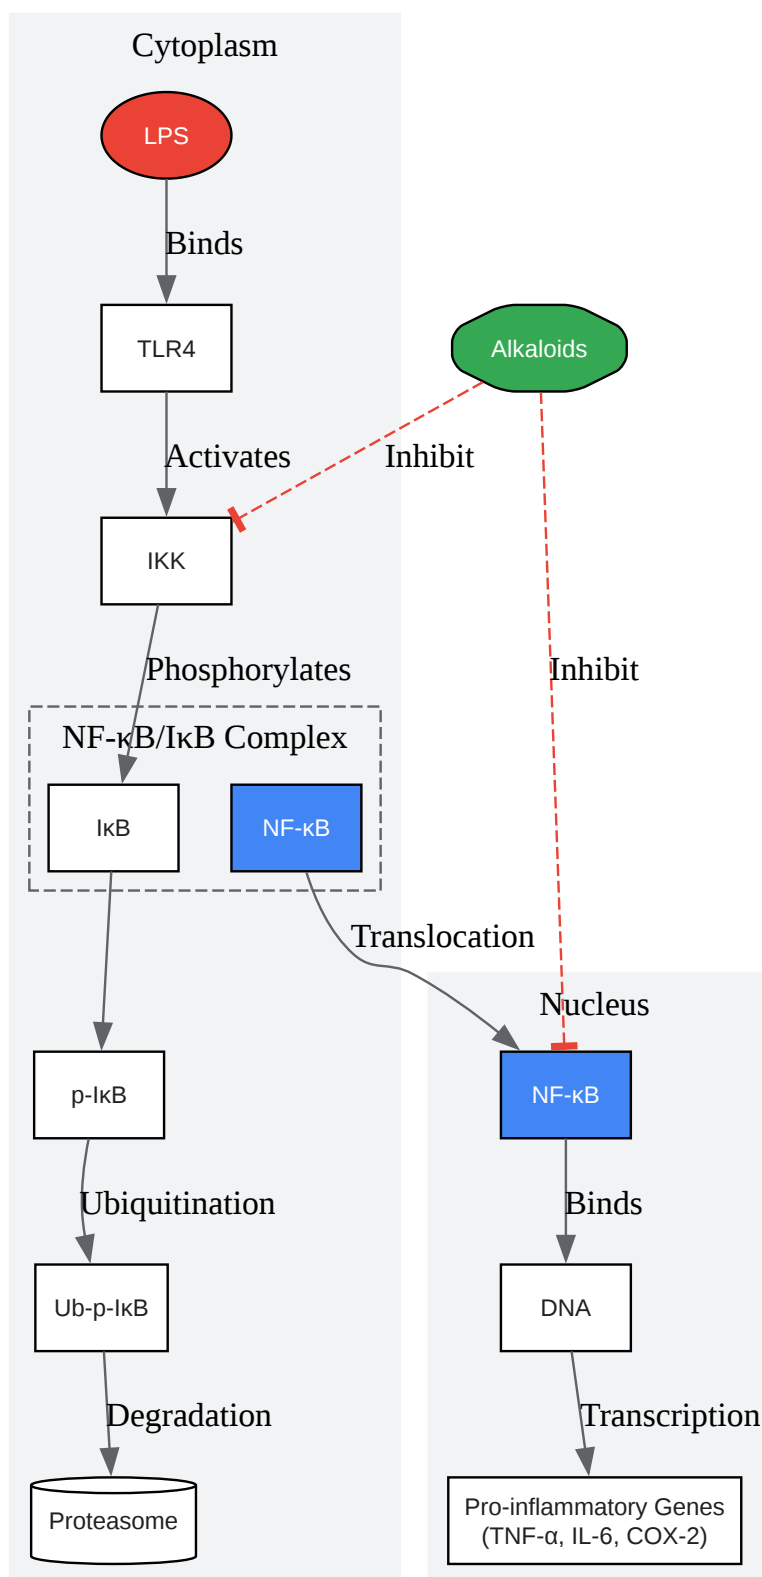 Cytoplasm
LPS
Binds
TLR4
Alkaloids
Activates
Inhibit
IKK
Phosphorylates
Inhibit
NF-κB/IκB Complex
IκB
NF-κB
Translocation
Nucleus
p-IκB
NF-κB
Ubiquitination
Binds
Ub-p-IκB
DNA
Degradation
Transcription
Proteasome
Pro-inflammatory Genes
(TNF-α, IL-6, COX-2)